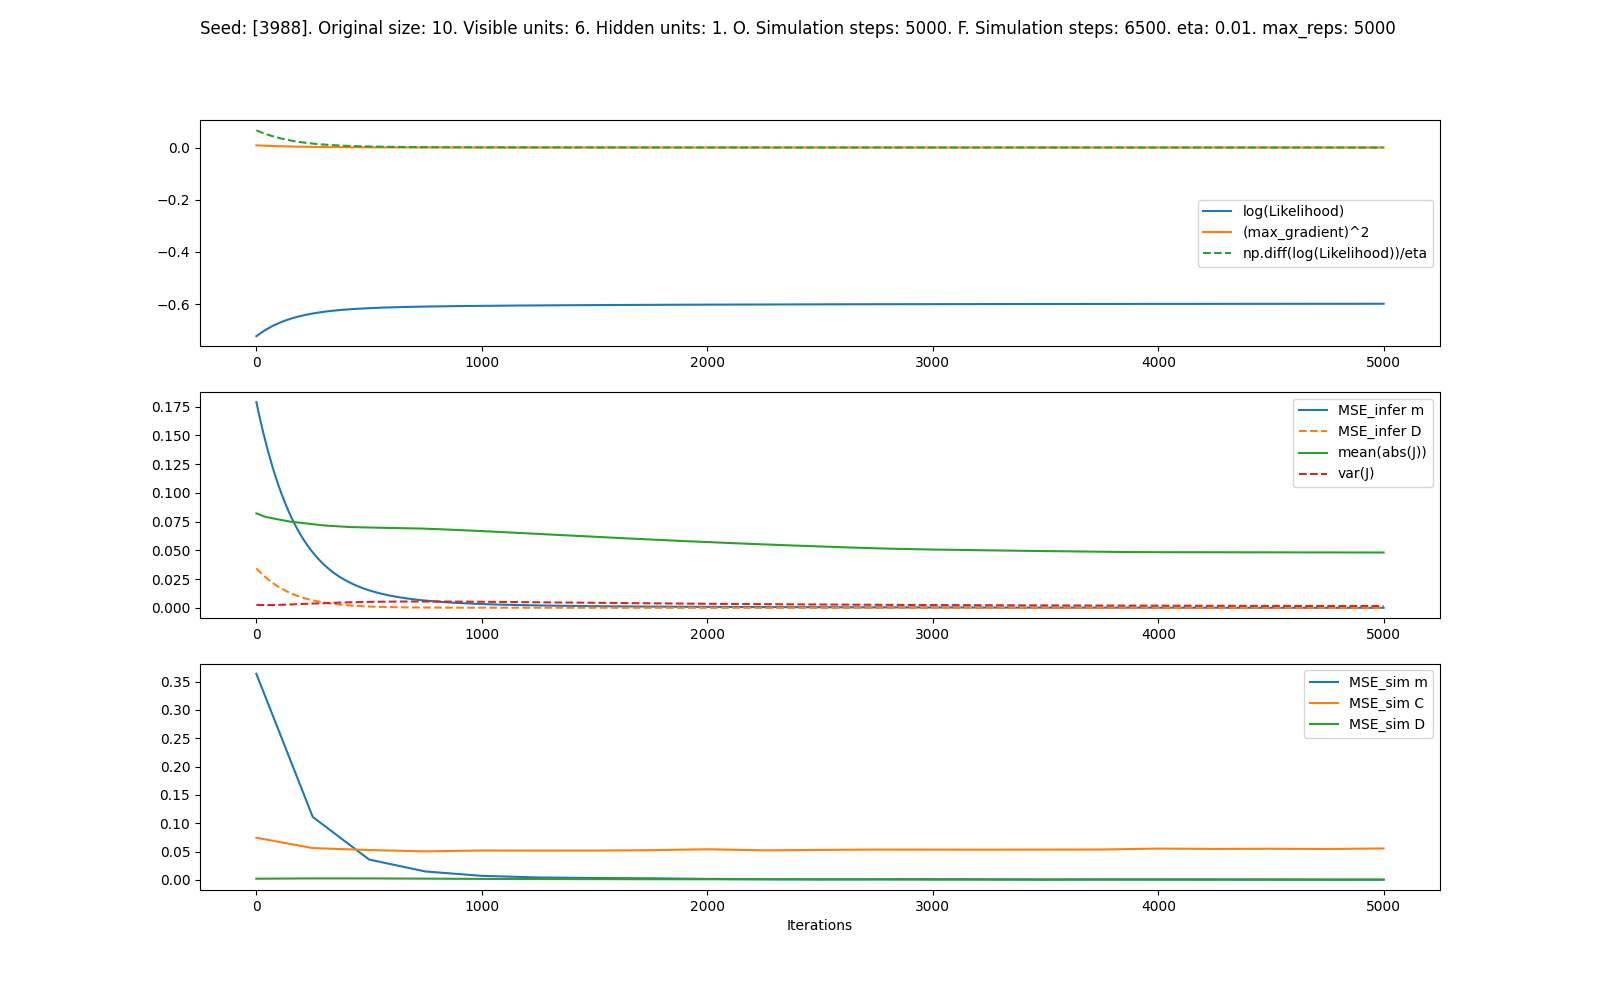 Seed: [3988]. Original size: 10. Visible units: 6. Hidden units: 1. O. Simulation steps: 5000. F. Simulation steps: 6500. eta: 0.01. max_reps: 5000
0.0
−0.2
−0.4
−0.6
log(Likelihood)
(max_gradient)^2
np.diff(log(Likelihood))/eta
0 1000 2000 3000 4000 5000
0.175
0.150
0.125
0.100
0.075
0.050
0.025
0.000
MSE_infer m
MSE_infer D
mean(abs(J))
var(J)
0 1000 2000 3000 4000 5000
0.35
0.30
0.25
0.20
0.15
0.10
0.05
0.00
MSE_sim m
MSE_sim C
MSE_sim D
0 1000 2000 3000 4000 5000
Iterations